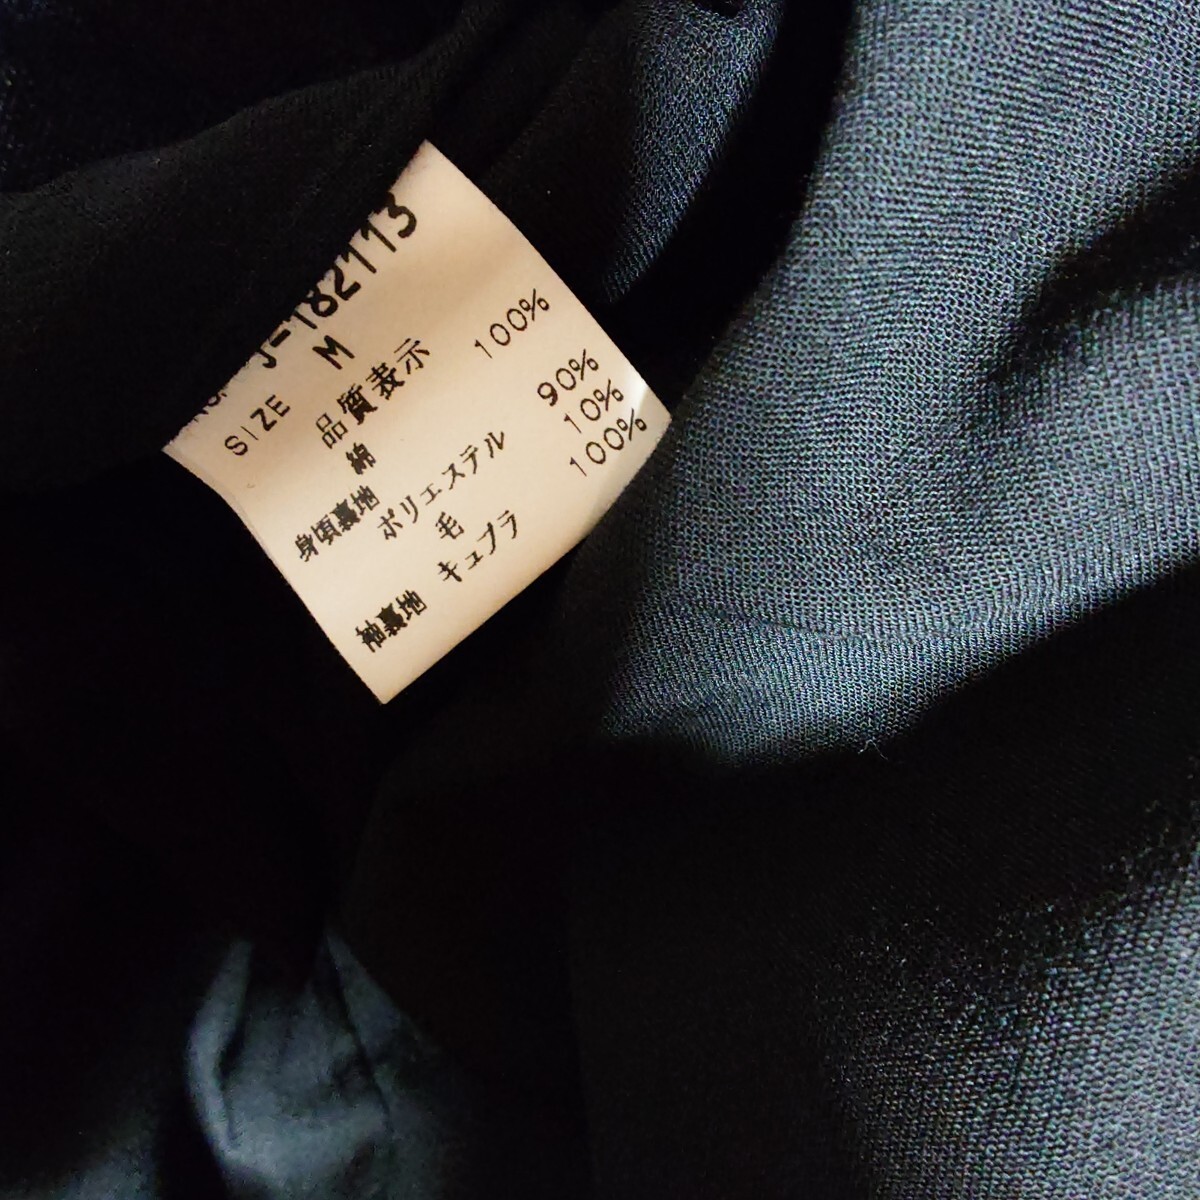 J-182113
SIZE M
品質表示
綿 100%
身頃裏地
ポリエステル 90%
毛 10%
袖裏地 キュプラ 100%